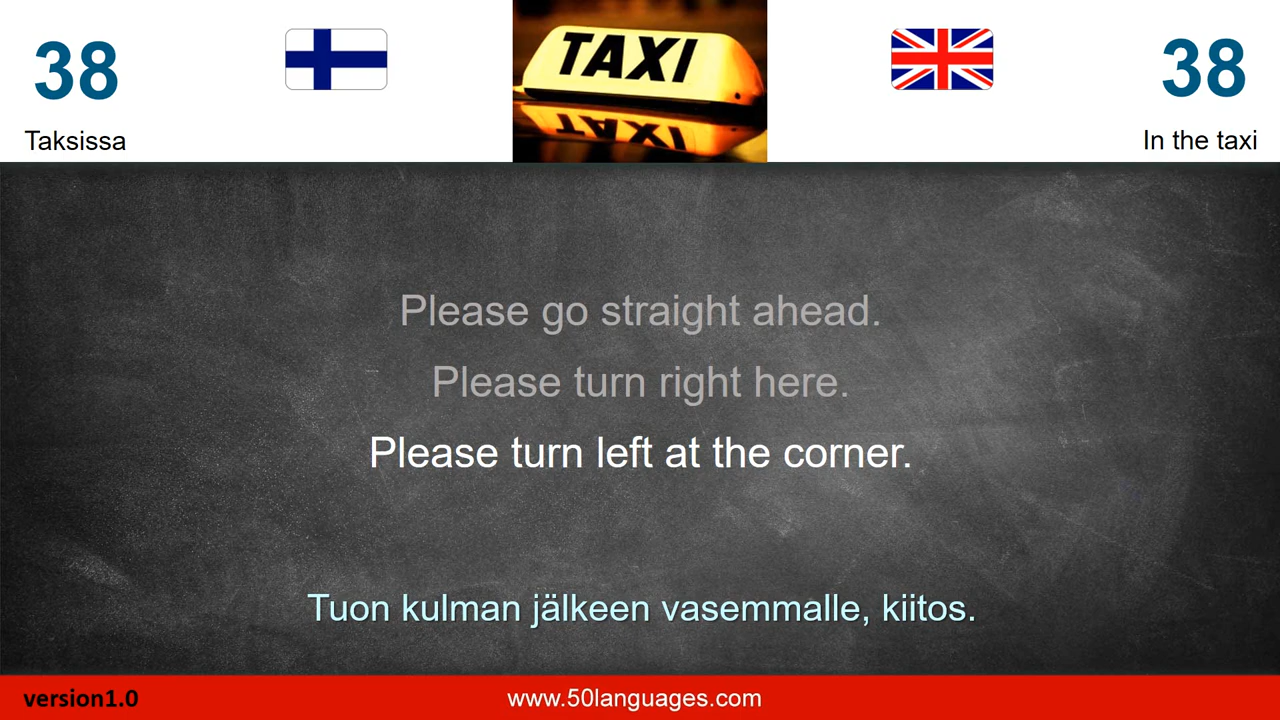 38
Taksissa
TAXI
38
In the taxi
Please go straight ahead.
Please turn right here.
Please turn left at the corner.
Tuon kulman jälkeen vasemmalle, kiitos.
version1.0
www.50languages.com